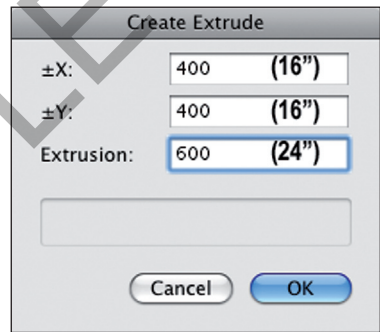 Create Extrude
±X: 400 (16”)
±Y: 400 (16”)
Extrusion: 600 (24”)
Cancel OK